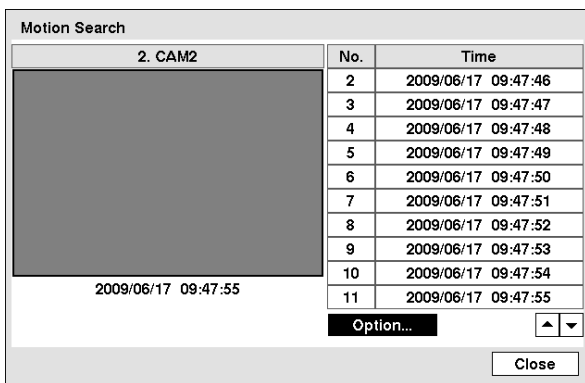 Motion Search
2. CAM2
2009/06/17 09:47:55
No. Time
2 2009/06/17 09:47:46
3 2009/06/17 09:47:47
4 2009/06/17 09:47:48
5 2009/06/17 09:47:49
6 2009/06/17 09:47:50
7 2009/06/17 09:47:51
8 2009/06/17 09:47:52
9 2009/06/17 09:47:53
10 2009/06/17 09:47:54
11 2009/06/17 09:47:55
Option...
Close